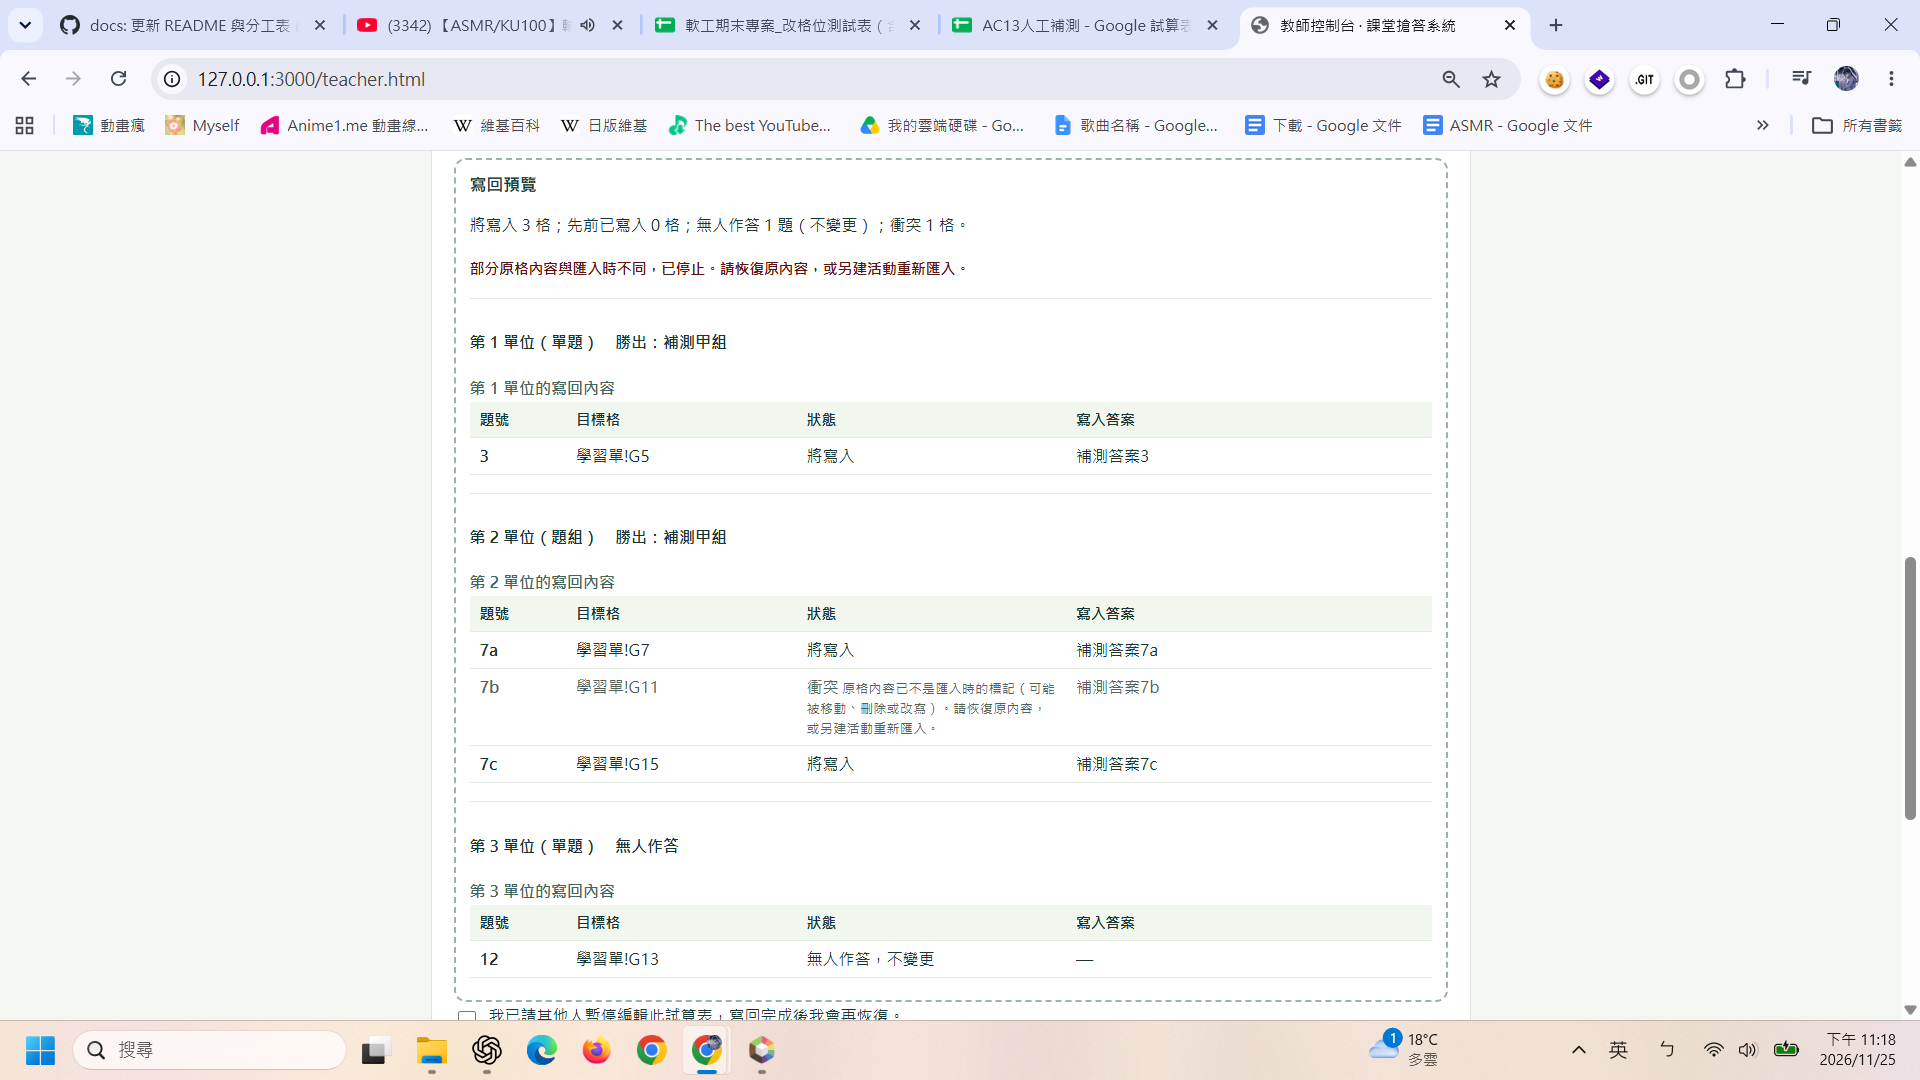 docs: 更新 README 與分工表
(3342) 【ASMR/KU100】
軟工期末專案_改格位測試表
AC13人工補測 - Google 試算表
教師控制台 · 課堂搶答系統
127.0.0.1:3000/teacher.html
.GIT
動畫瘋
Myself
Anime1.me 動畫線...
維基百科
日版維基
The best YouTube...
我的雲端硬碟 - Go...
歌曲名稱 - Google...
下載 - Google 文件
ASMR - Google 文件
所有書籤
寫回預覽
將寫入 3 格；先前已寫入 0 格；無人作答 1 題（不變更）；衝突 1 格。
部分原格內容與匯入時不同，已停止。請恢復原內容，或另建活動重新匯入。
第 1 單位（單題） 勝出：補測甲組
第 1 單位的寫回內容
題號 目標格 狀態 寫入答案
3 學習單!G5 將寫入 補測答案3
第 2 單位（題組） 勝出：補測甲組
第 2 單位的寫回內容
題號 目標格 狀態 寫入答案
7a 學習單!G7 將寫入 補測答案7a
7b 學習單!G11 衝突 原格內容已不是匯入時的標記（可能 補測答案7b
被移動、刪除或改寫）。請恢復原內容，
或另建活動重新匯入。
7c 學習單!G15 將寫入 補測答案7c
第 3 單位（單題） 無人作答
第 3 單位的寫回內容
題號 目標格 狀態 寫入答案
12 學習單!G13 無人作答，不變更 —
我已請其他人暫停編輯此試算表，寫回完成後我會再恢復。
搜尋
1
18°C
多雲
英
ㄅ
下午 11:18
2026/11/25